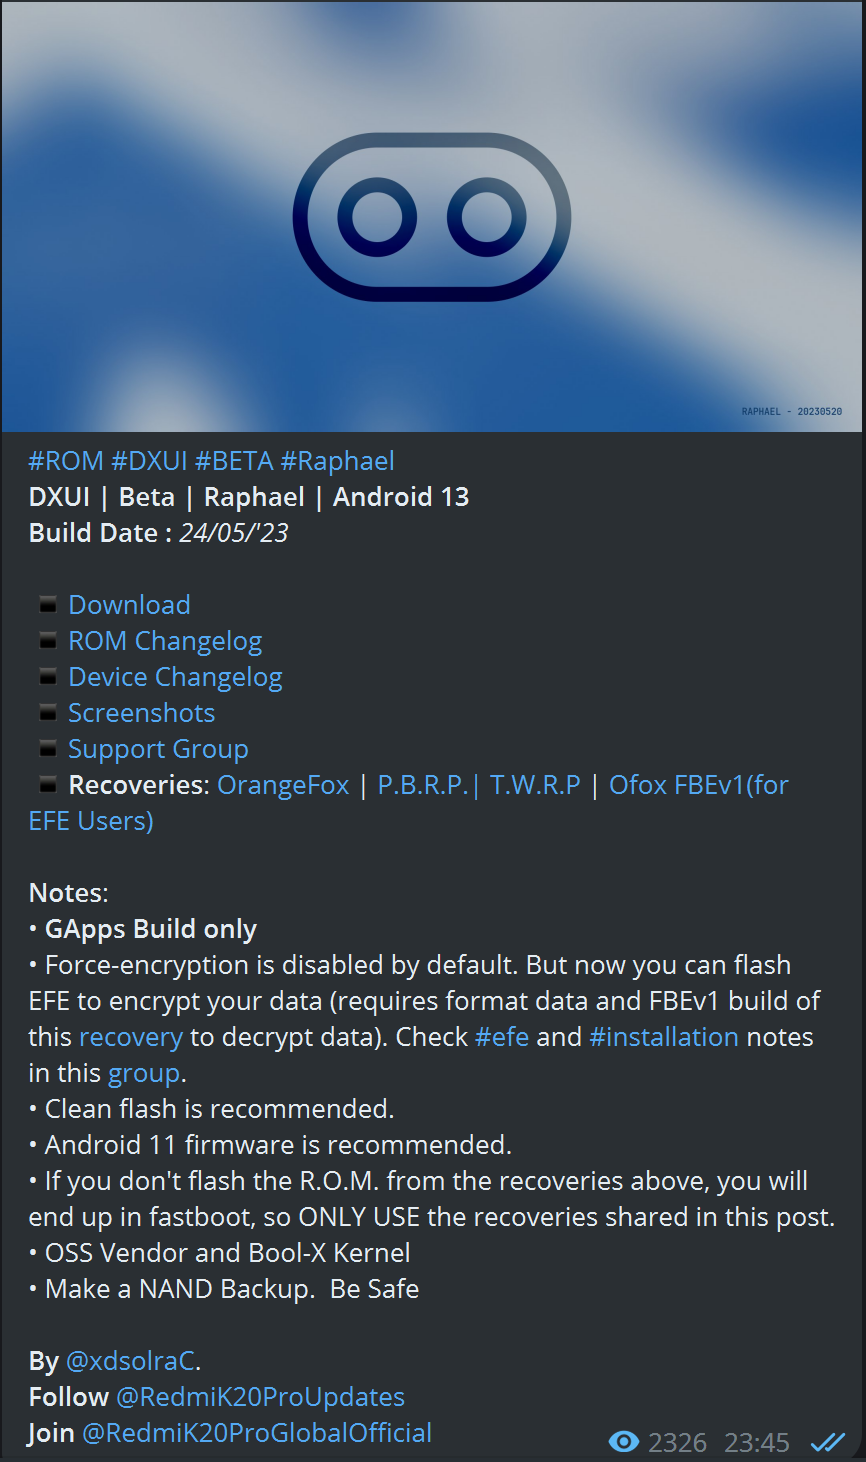 RAPHAEL - 20230520
#ROM #DXUI #BETA #Raphael
DXUI | Beta | Raphael | Android 13
Build Date : 24/05/'23
◾ Download
◾ ROM Changelog
◾ Device Changelog
◾ Screenshots
◾ Support Group
◾ Recoveries: OrangeFox | P.B.R.P.| T.W.R.P | Ofox FBEv1(for
EFE Users)
Notes:
• GApps Build only
• Force-encryption is disabled by default. But now you can flash
EFE to encrypt your data (requires format data and FBEv1 build of
this recovery to decrypt data). Check #efe and #installation notes
in this group.
• Clean flash is recommended.
• Android 11 firmware is recommended.
• If you don't flash the R.O.M. from the recoveries above, you will
end up in fastboot, so ONLY USE the recoveries shared in this post.
• OSS Vendor and Bool-X Kernel
• Make a NAND Backup.  Be Safe
By @xdsolraC.
Follow @RedmiK20ProUpdates
Join @RedmiK20ProGlobalOfficial
2326 23:45